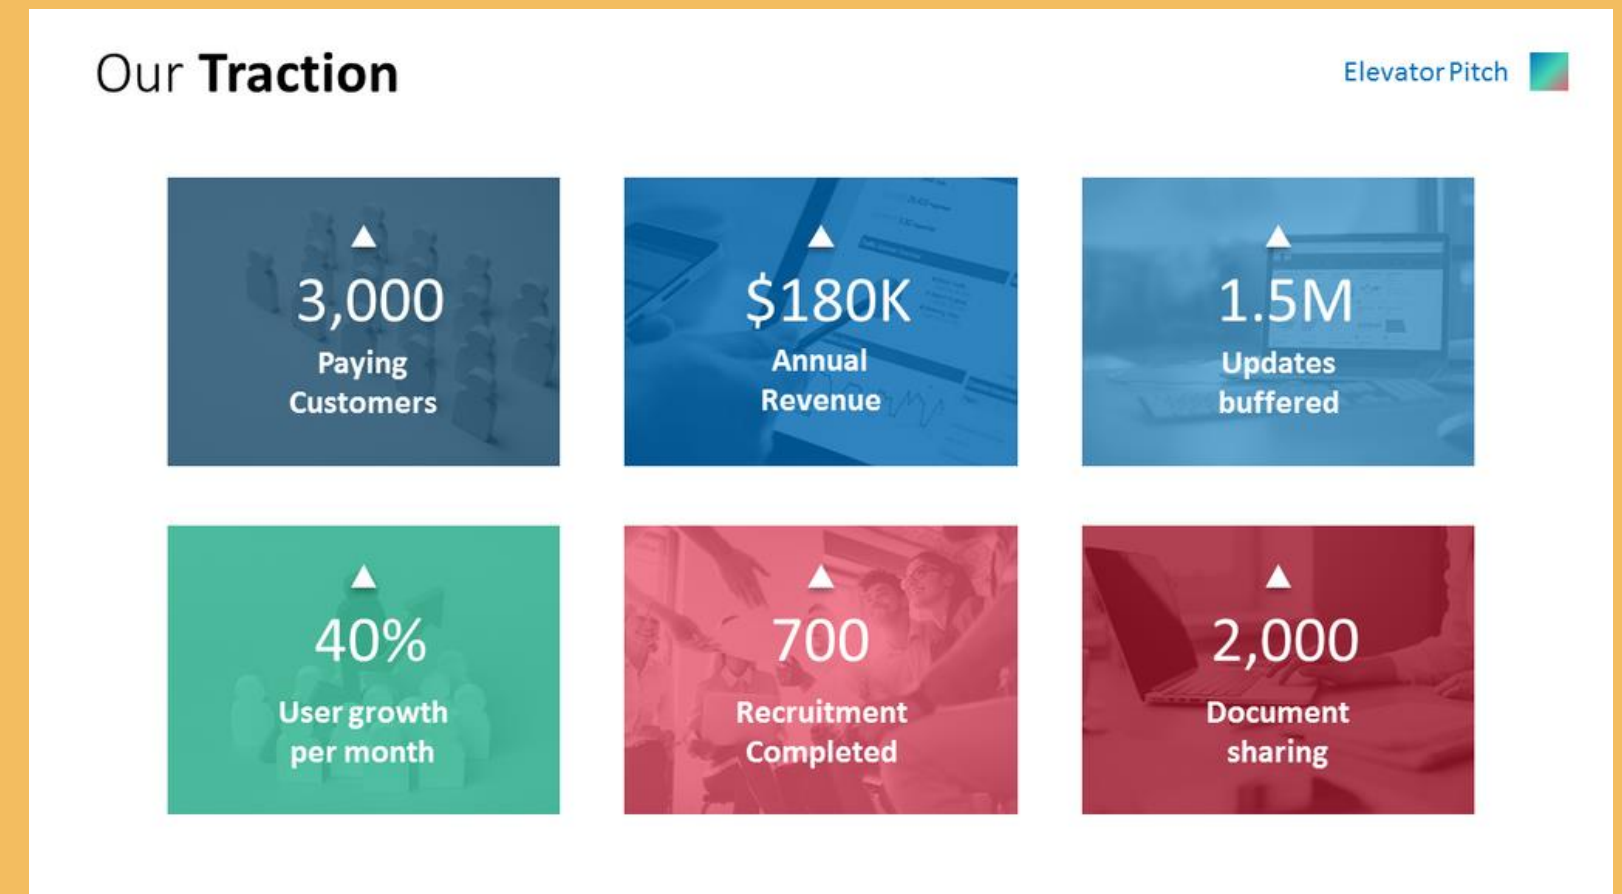 Our Traction
Elevator Pitch
3,000
Paying
Customers
$180K
Annual
Revenue
1.5M
Updates
buffered
40%
User growth
per month
700
Recruitment
Completed
2,000
Document
sharing